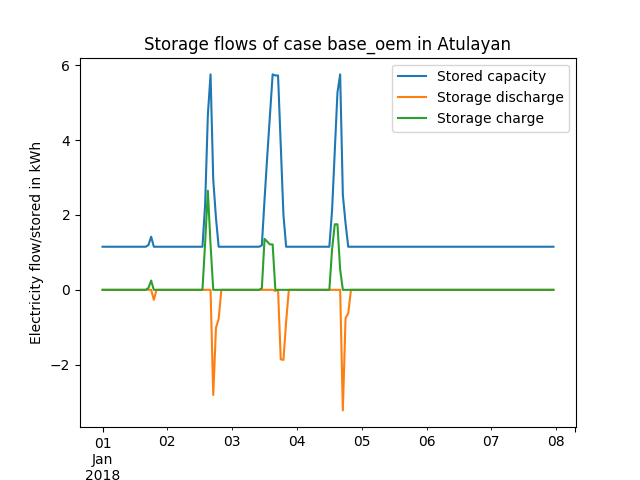 Storage flows of case base_oem in Atulayan
Stored capacity
Storage discharge
Storage charge
Electricity flow/stored in kWh
6
4
2
0
−2
01 02 03 04 05 06 07 08
Jan
2018